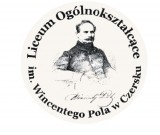 Liceum Ogólnokształcące
im. Wincentego Pola w Czersku